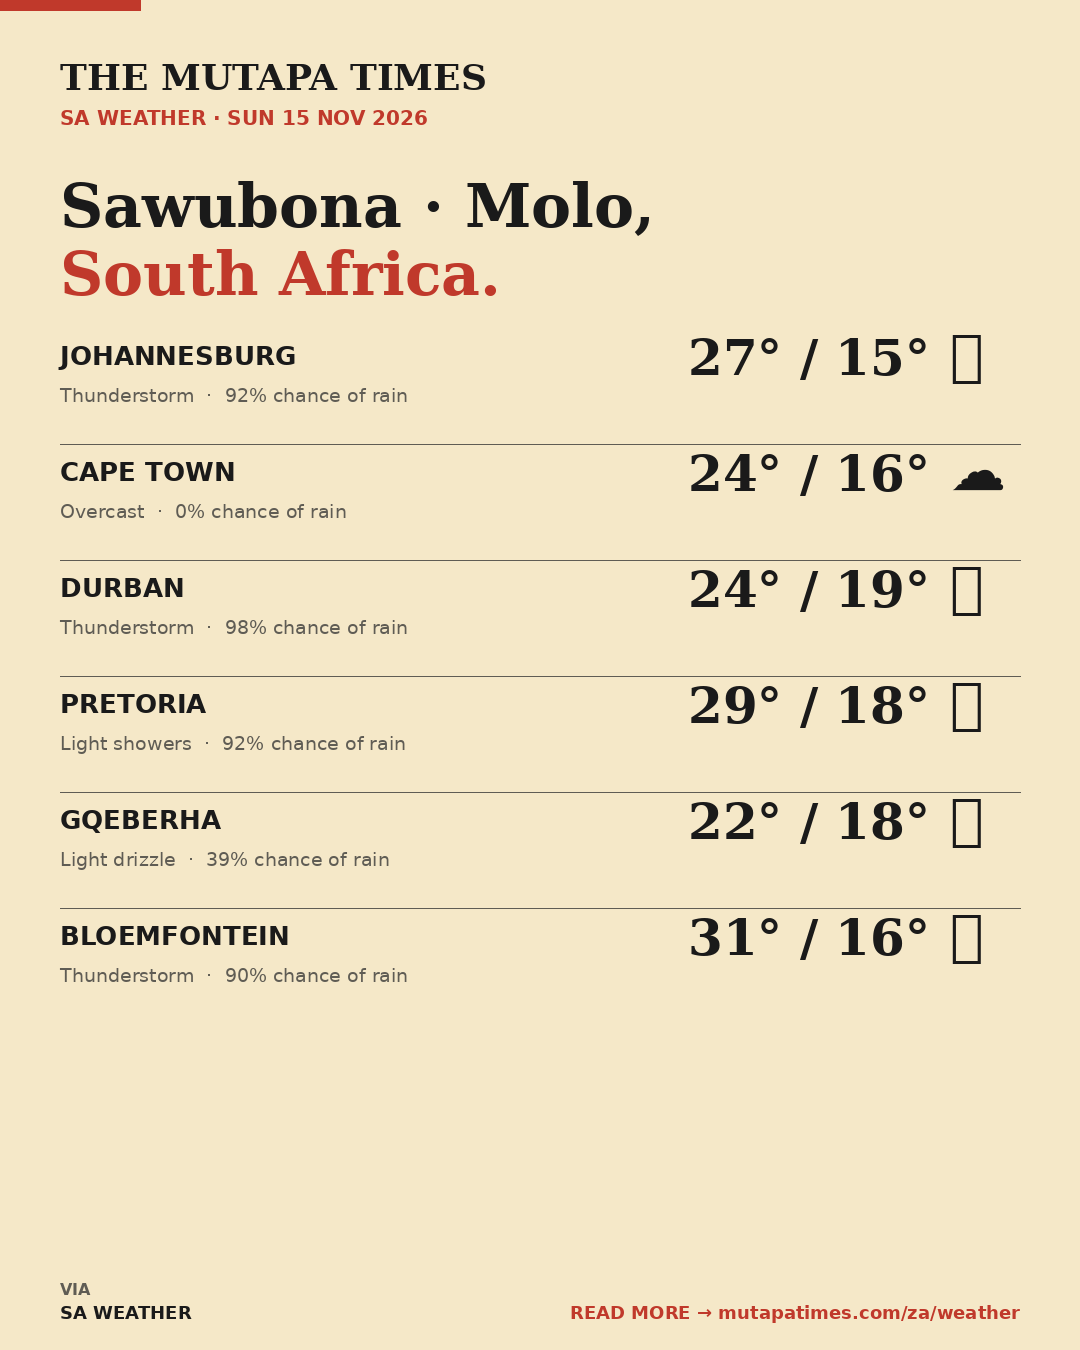 THE MUTAPA TIMES
SA WEATHER · SUN 15 NOV 2026
Sawubona · Molo,
South Africa.
JOHANNESBURG
27° / 15°
Thunderstorm · 92% chance of rain
CAPE TOWN
24° / 16° ☁
Overcast · 0% chance of rain
DURBAN
24° / 19°
Thunderstorm · 98% chance of rain
PRETORIA
29° / 18°
Light showers · 92% chance of rain
GQEBERHA
22° / 18°
Light drizzle · 39% chance of rain
BLOEMFONTEIN
31° / 16°
Thunderstorm · 90% chance of rain
VIA
SA WEATHER
READ MORE → mutapatimes.com/za/weather